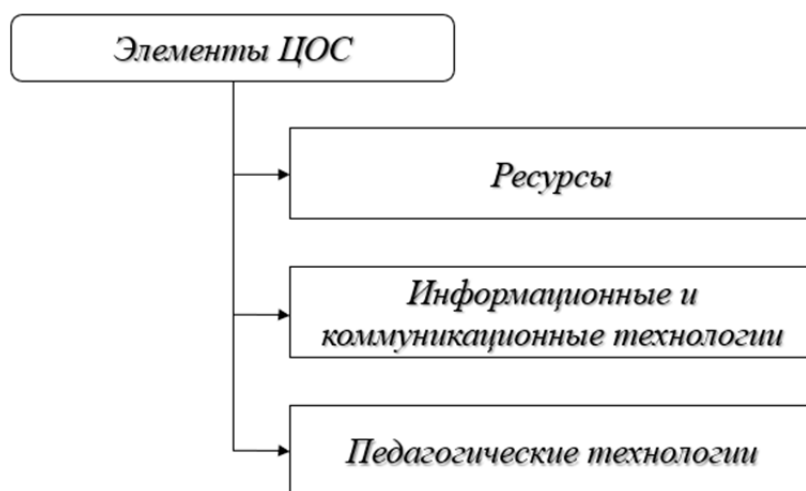 Элементы ЦОС
Ресурсы
Информационные и
коммуникационные технологии
Педагогические технологии